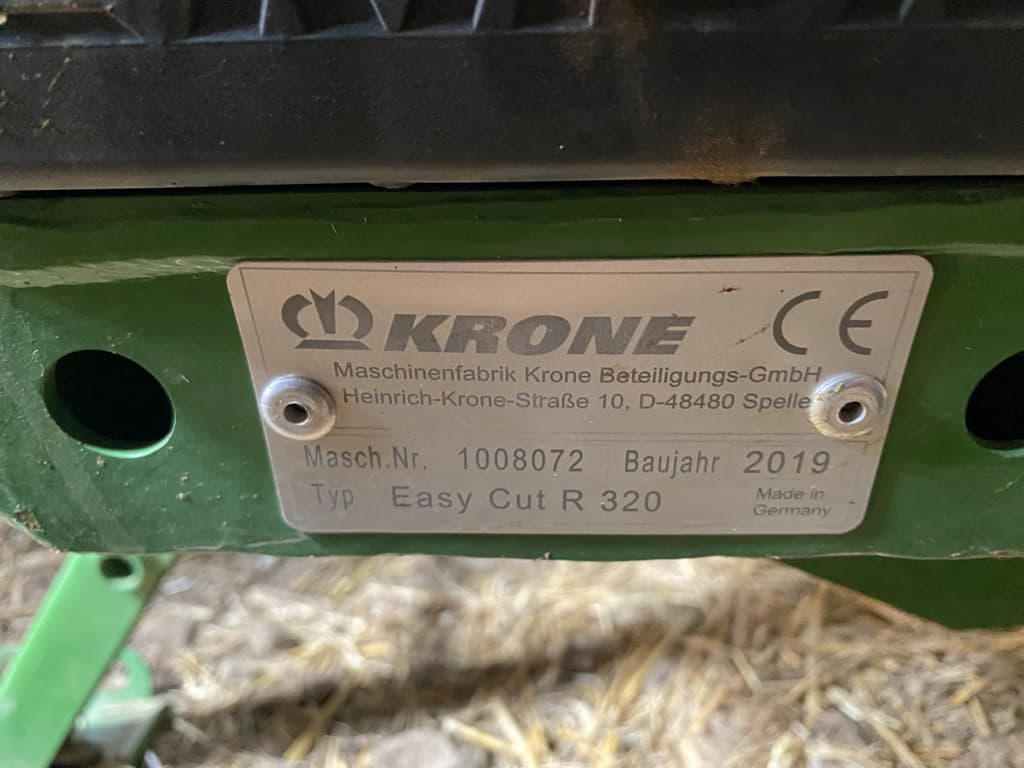 KRONE
CE
Maschinenfabrik Krone Beteiligungs-GmbH
Heinrich-Krone-Straße 10, D-48480 Spelle
Masch.Nr. 1008072 Baujahr 2019
Typ Easy Cut R 320
Made in
Germany